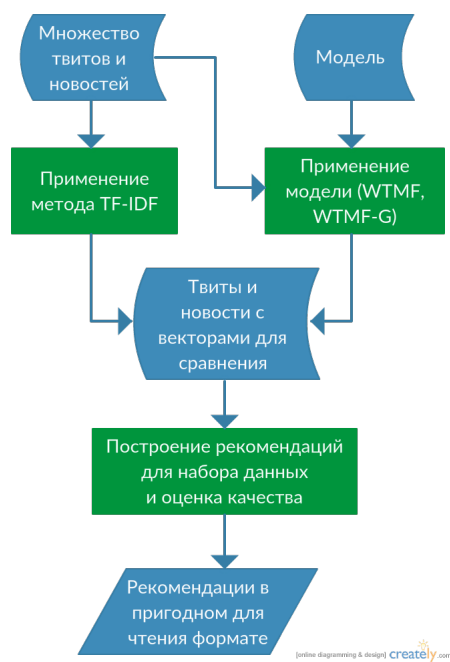 Множество
твитов и
новостей
Модель
Применение
метода TF-IDF
Применение
модели (WTMF,
WTMF-G)
Твиты и
новости с
векторами для
сравнения
Построение рекомендаций
для набора данных
и оценка качества
Рекомендации в
пригодном для
чтения формате
[online diagramming & design] creately.com